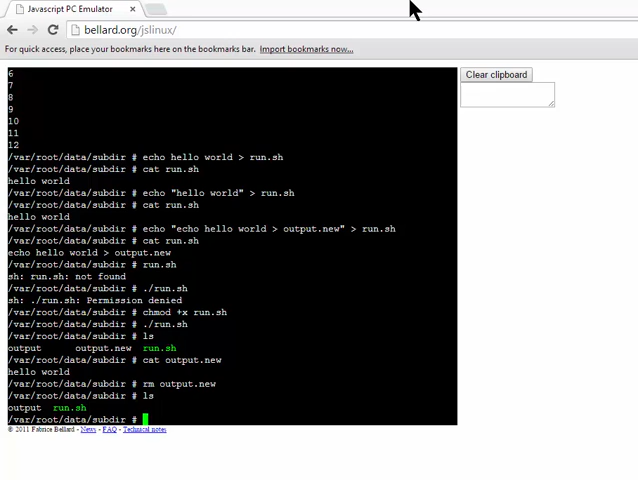 Javascript PC Emulator
bellard.org/jslinux/
For quick access, place your bookmarks here on the bookmarks bar. Import bookmarks now...
Clear clipboard
6
7
8
9
10
11
12
/var/root/data/subdir # echo hello world > run.sh
/var/root/data/subdir # cat run.sh
hello world
/var/root/data/subdir # echo "hello world" > run.sh
/var/root/data/subdir # cat run.sh
hello world
/var/root/data/subdir # echo "echo hello world > output.new" > run.sh
/var/root/data/subdir # cat run.sh
echo hello world > output.new
/var/root/data/subdir # run.sh
sh: run.sh: not found
/var/root/data/subdir # ./run.sh
sh: ./run.sh: Permission denied
/var/root/data/subdir # chmod +x run.sh
/var/root/data/subdir # ./run.sh
/var/root/data/subdir # ls
output output.new run.sh
/var/root/data/subdir # cat output.new
hello world
/var/root/data/subdir # rm output.new
/var/root/data/subdir # ls
output run.sh
/var/root/data/subdir #
© 2011 Fabrice Bellard - News - FAQ - Technical notes